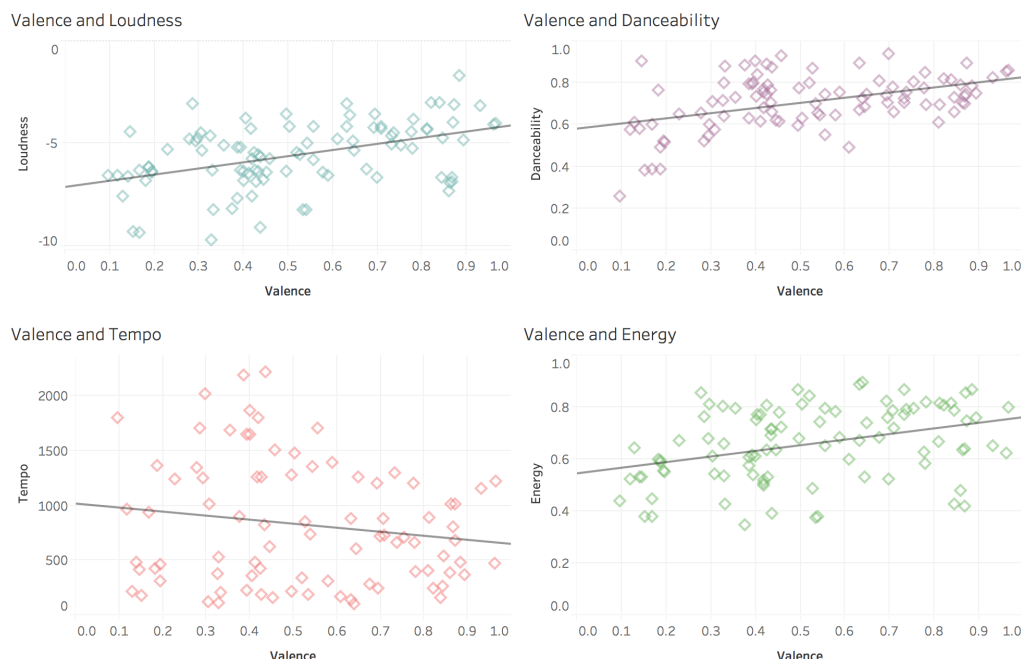 Valence and Loudness
0
-5
-10
Loudness
0.0 0.1 0.2 0.3 0.4 0.5 0.6 0.7 0.8 0.9 1.0
Valence
Valence and Danceability
1.0
0.8
0.6
0.4
0.2
0.0
Danceability
0.0 0.1 0.2 0.3 0.4 0.5 0.6 0.7 0.8 0.9 1.0
Valence
Valence and Tempo
2000
1500
1000
500
0
Tempo
0.0 0.1 0.2 0.3 0.4 0.5 0.6 0.7 0.8 0.9 1.0
Valence
Valence and Energy
1.0
0.8
0.6
0.4
0.2
0.0
Energy
0.0 0.1 0.2 0.3 0.4 0.5 0.6 0.7 0.8 0.9 1.0
Valence